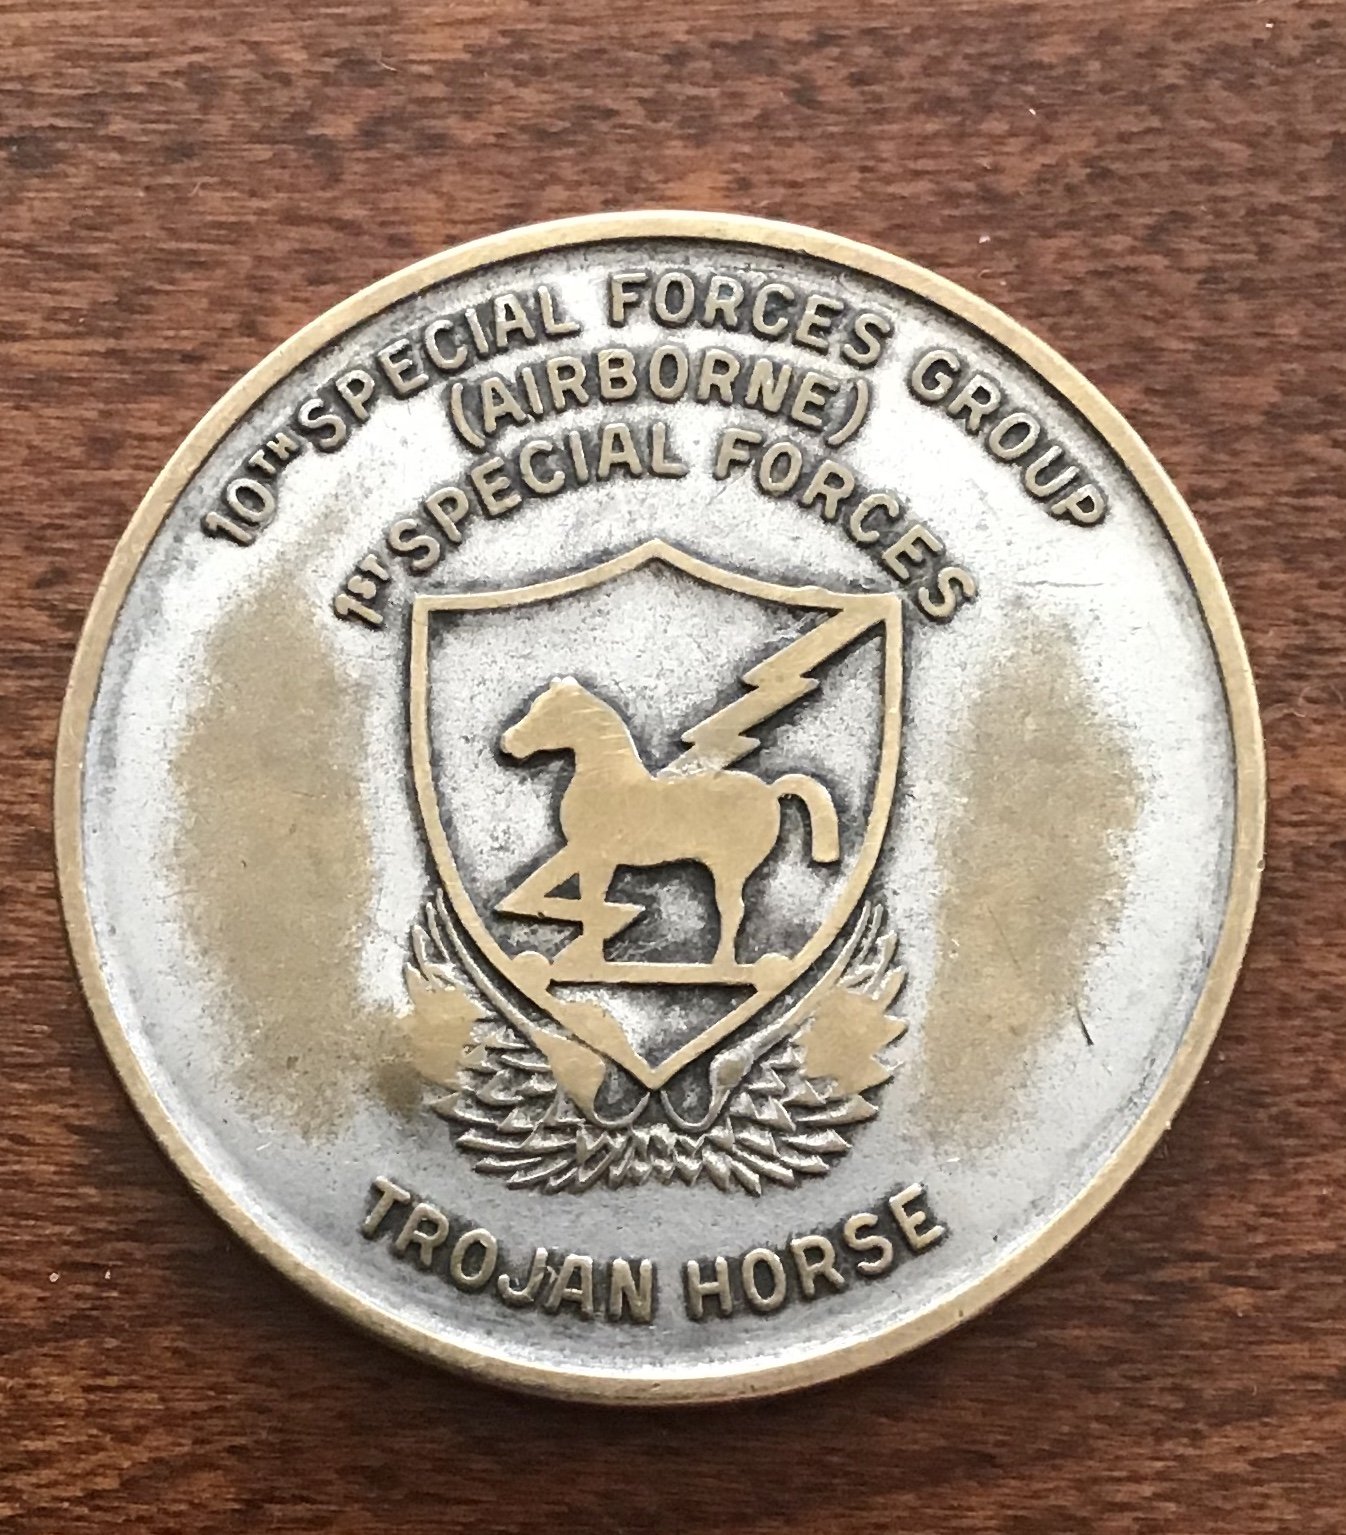 10TH SPECIAL FORCES GROUP
(AIRBORNE)
1ST SPECIAL FORCES
TROJAN HORSE